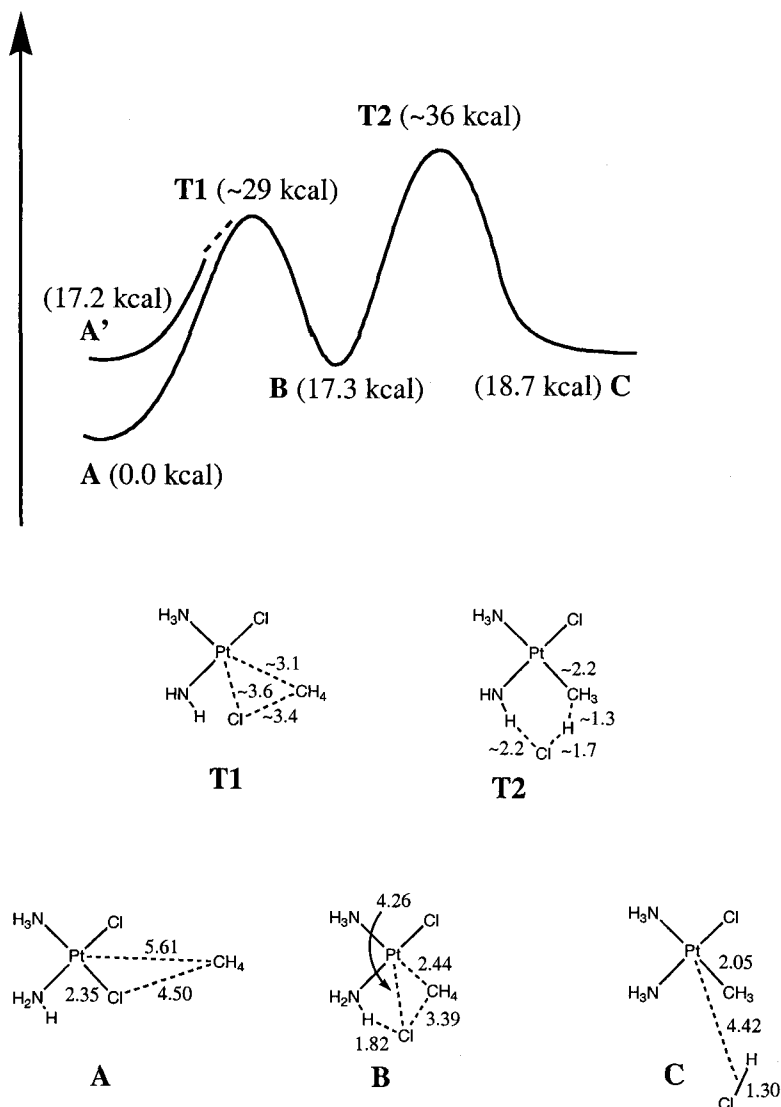 T2 (~36 kcal)
T1 (~29 kcal)
(17.2 kcal)
A’
B (17.3 kcal)
(18.7 kcal) C
A (0.0 kcal)
H₃N
Cl
Pt
~3.1
HN
~3.6
CH₄
H
Cl
~3.4
T1
H₃N
Cl
Pt
~2.2
HN
CH₃
H
H
~1.3
~2.2
Cl
~1.7
T2
H₃N
Cl
Pt
5.61
CH₄
H₂N
2.35
Cl
4.50
H
A
4.26
H₃N
Cl
Pt
2.44
H₂N
CH₄
H
3.39
1.82
Cl
B
H₃N
Cl
Pt
2.05
H₃N
CH₃
4.42
H
Cl
1.30
C